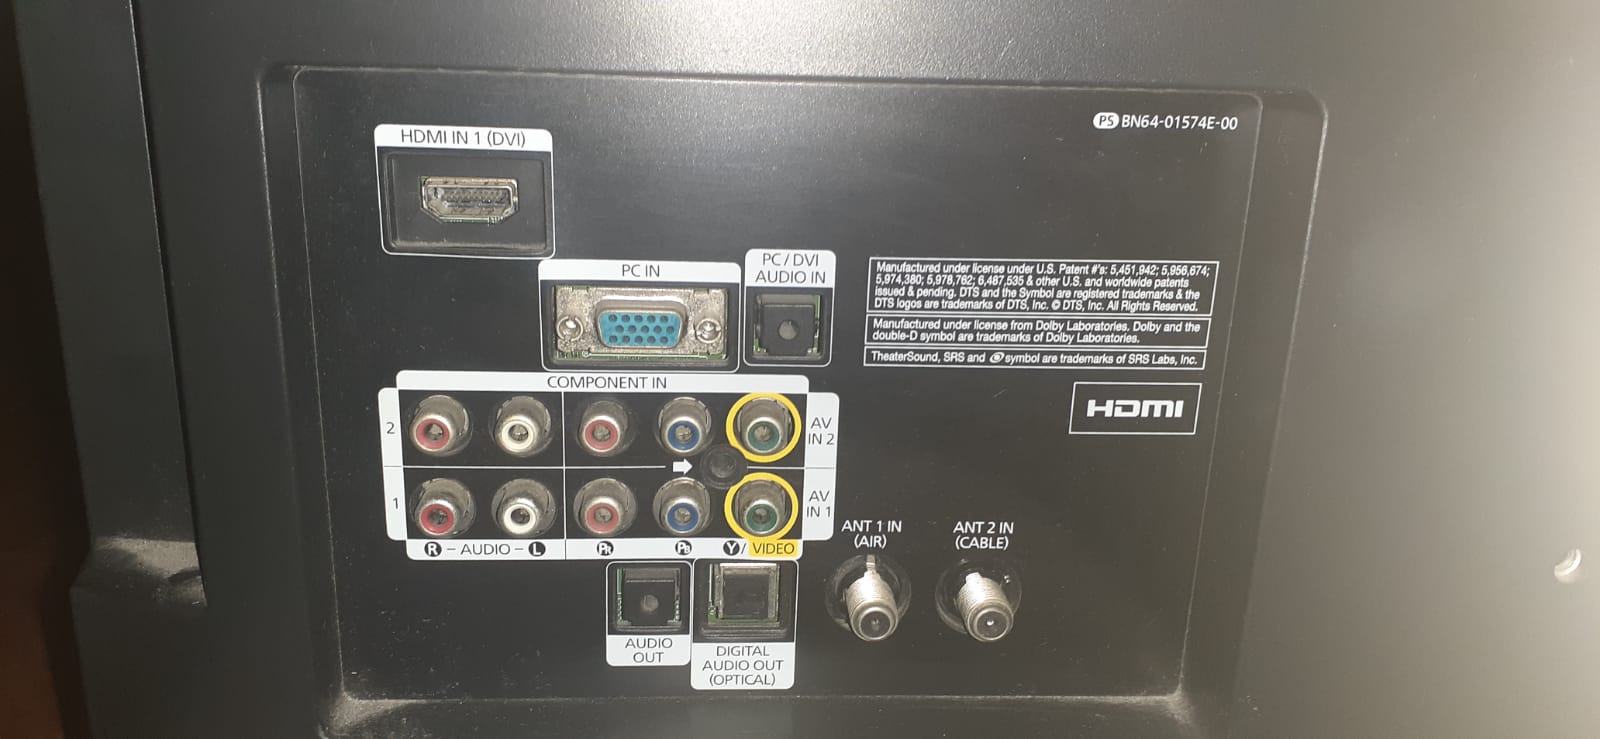 PS BN64-01574E-00
HDMI IN 1 (DVI)
PC IN
PC / DVI
AUDIO IN
Manufactured under license under U.S. Patent #'s: 5,451,942; 5,956,674;
5,974,380; 5,978,762; 6,487,535 & other U.S. and worldwide patents
issued & pending. DTS and the Symbol are registered trademarks & the
DTS logos are trademarks of DTS, Inc. © DTS, Inc. All Rights Reserved.
Manufactured under license from Dolby Laboratories. Dolby and the
double-D symbol are trademarks of Dolby Laboratories.
TheaterSound, SRS and symbol are trademarks of SRS Labs, Inc.
HDMI
COMPONENT IN
2
AV
IN 2
1
AV
IN 1
R - AUDIO - L
PR
PB
Y / VIDEO
ANT 1 IN
(AIR)
ANT 2 IN
(CABLE)
AUDIO
OUT
DIGITAL
AUDIO OUT
(OPTICAL)